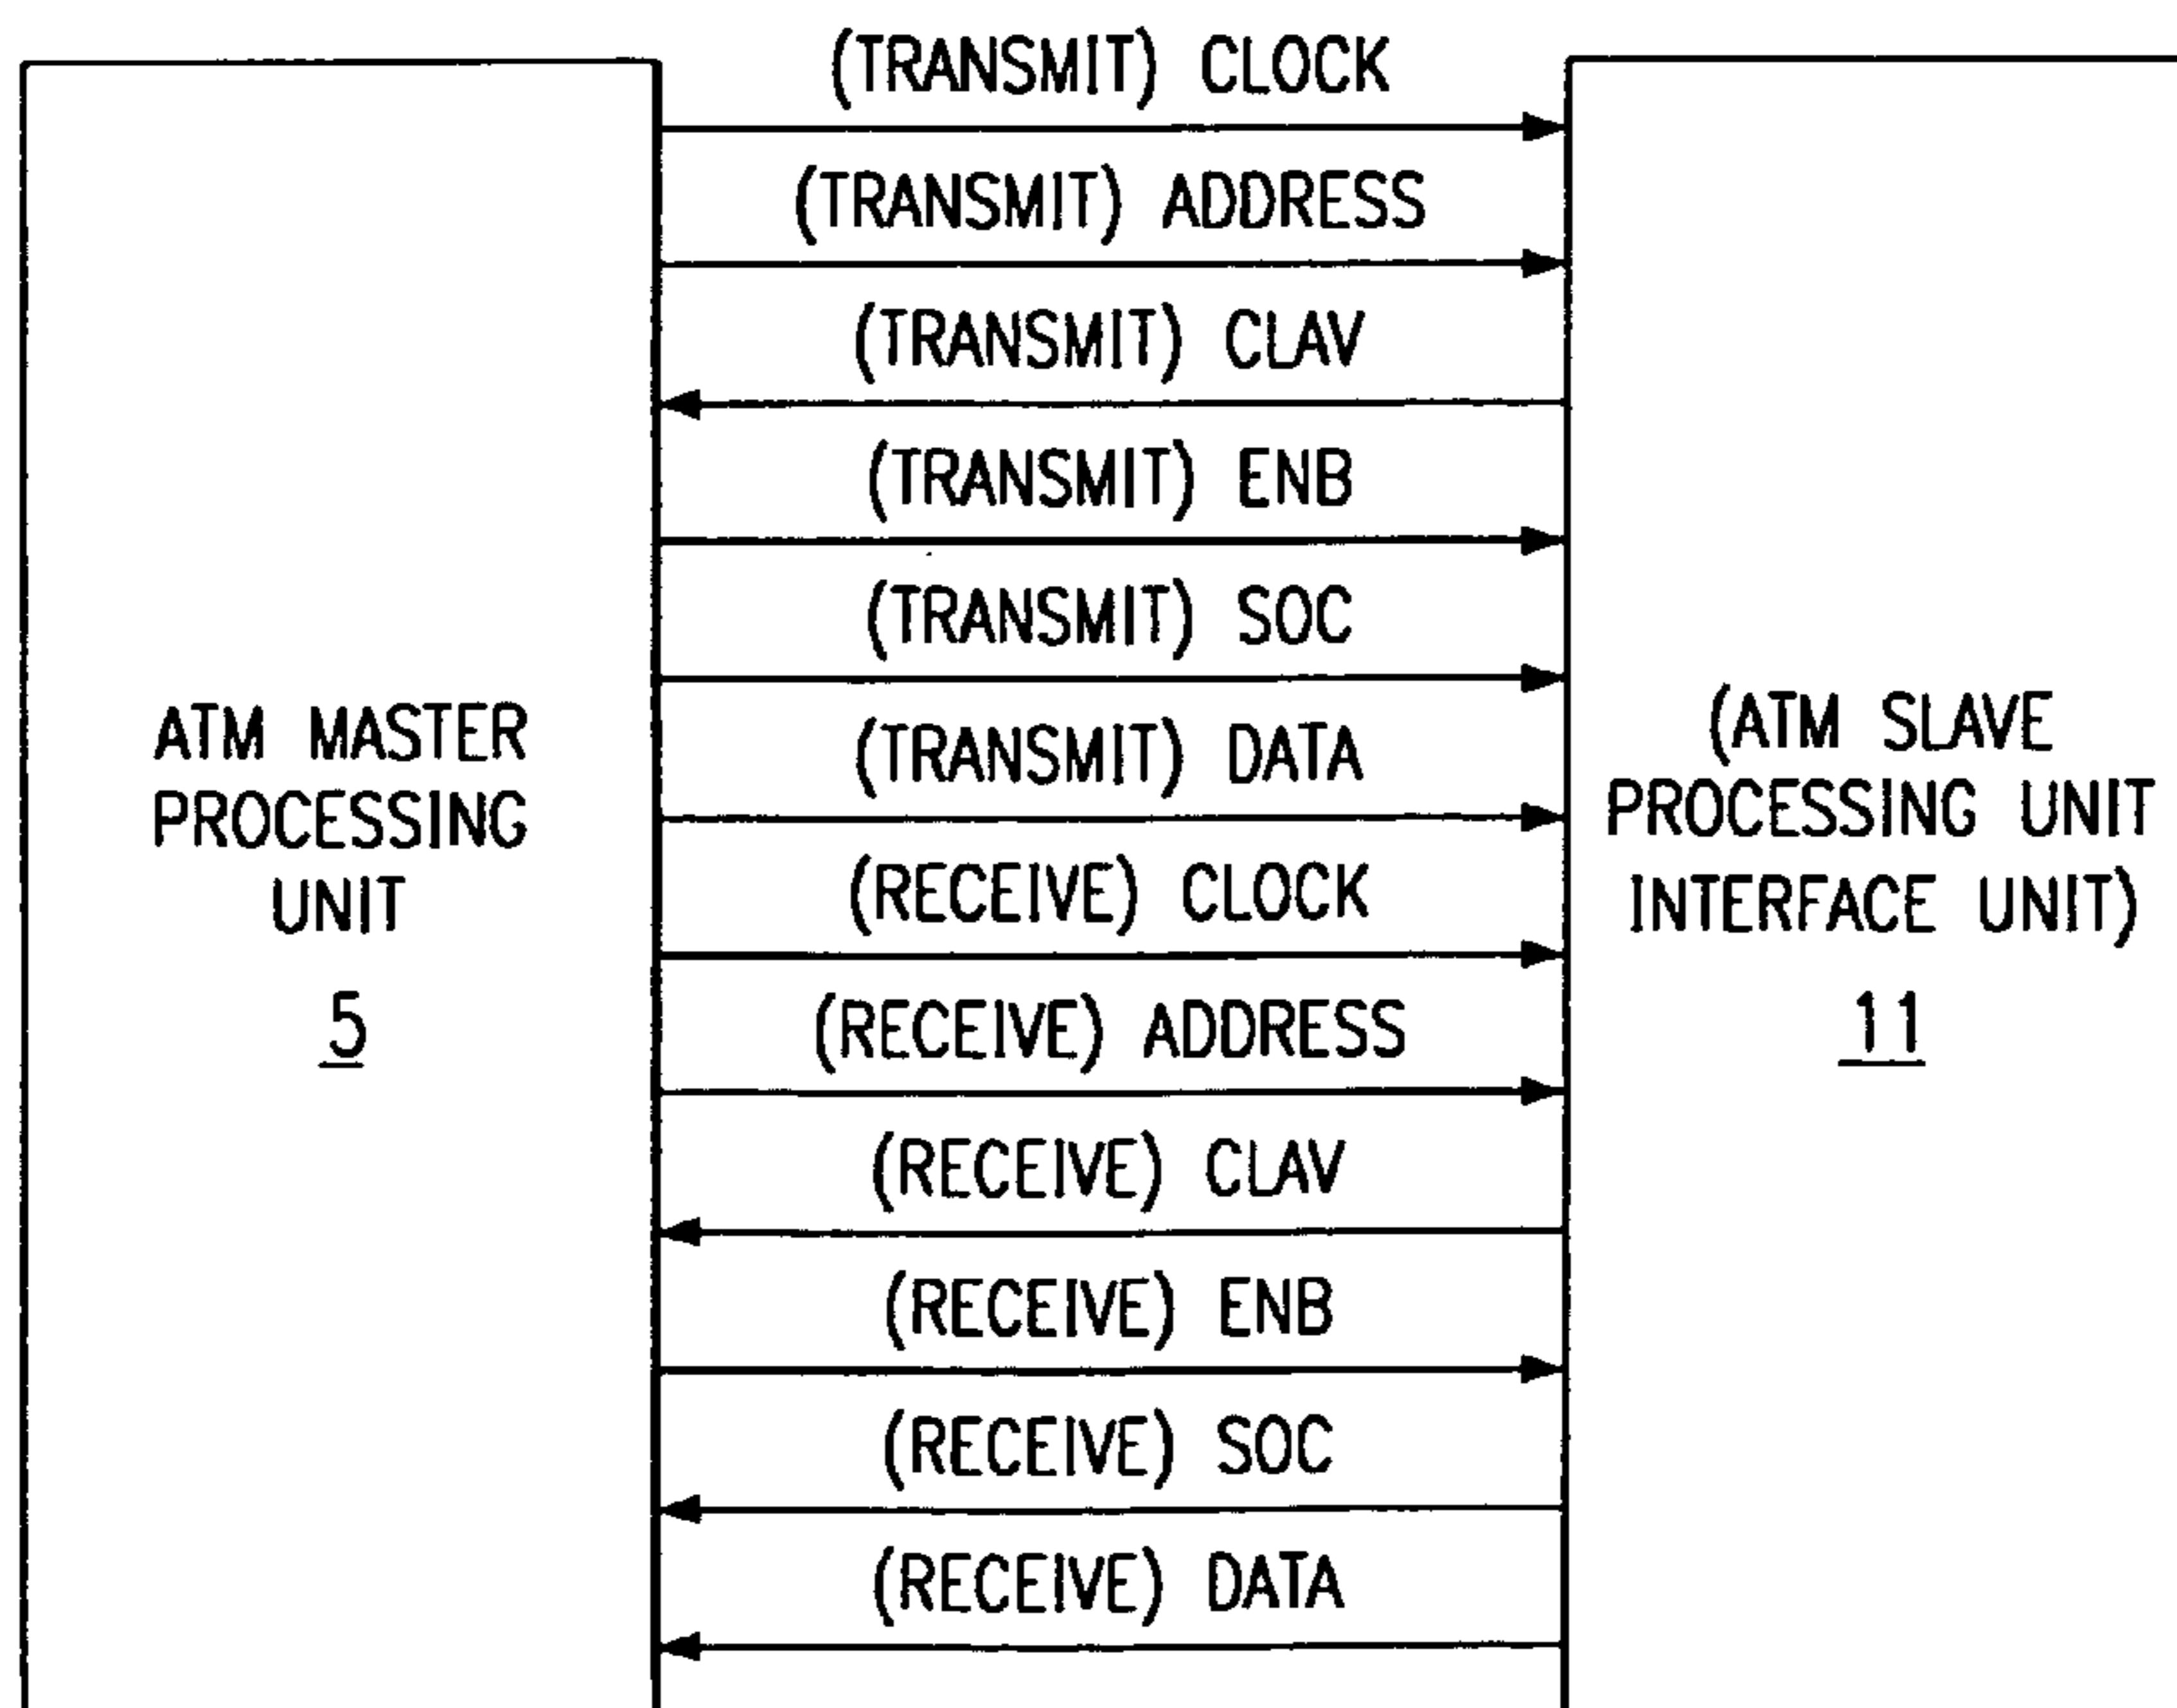 (TRANSMIT) CLOCK
(TRANSMIT) ADDRESS
(TRANSMIT) CLAV
(TRANSMIT) ENB
(TRANSMIT) SOC
(TRANSMIT) DATA
(RECEIVE) CLOCK
(RECEIVE) ADDRESS
(RECEIVE) CLAV
(RECEIVE) ENB
(RECEIVE) SOC
(RECEIVE) DATA
ATM MASTER
PROCESSING
UNIT
5
(ATM SLAVE
PROCESSING UNIT
INTERFACE UNIT)
11